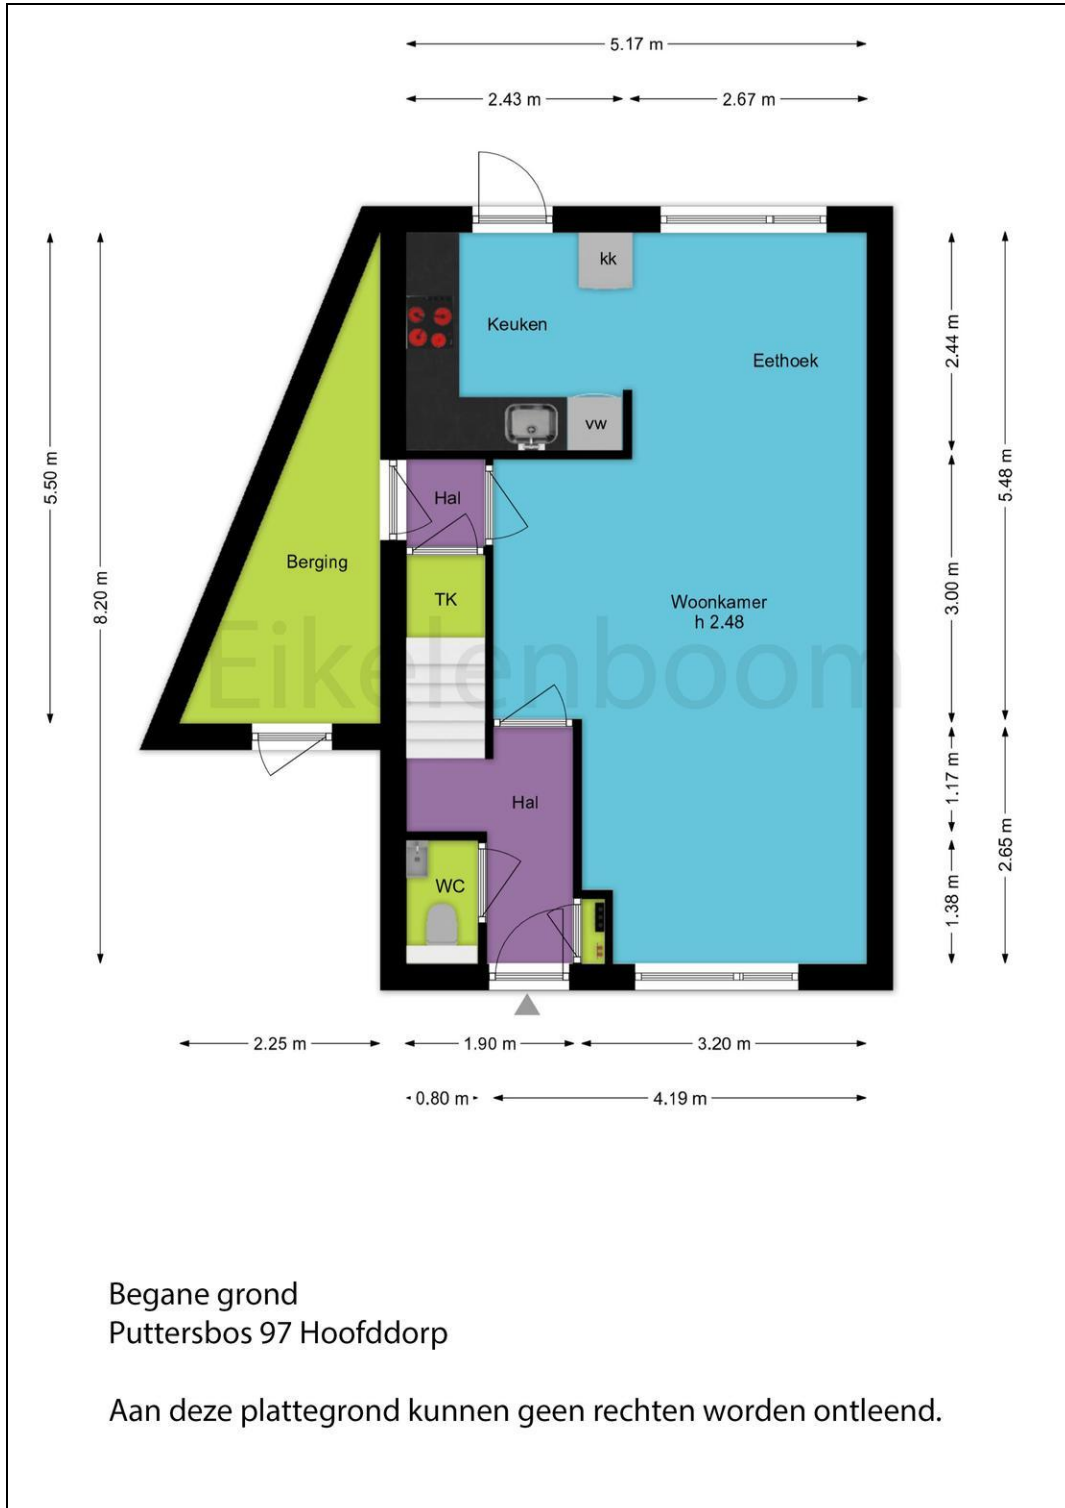 5.17 m
2.43 m
2.67 m
kk
Keuken
Eethoek
2.44 m
vw
5.50 m
Hal
5.48 m
Berging
8.20 m
TK
Woonkamer
h 2.48
3.00 m
Eikelenboom
Hal
1.17 m
2.65 m
WC
1.38 m
2.25 m
1.90 m
3.20 m
0.80 m
4.19 m
Begane grond
Puttersbos 97 Hoofddorp
Aan deze plattegrond kunnen geen rechten worden ontleend.